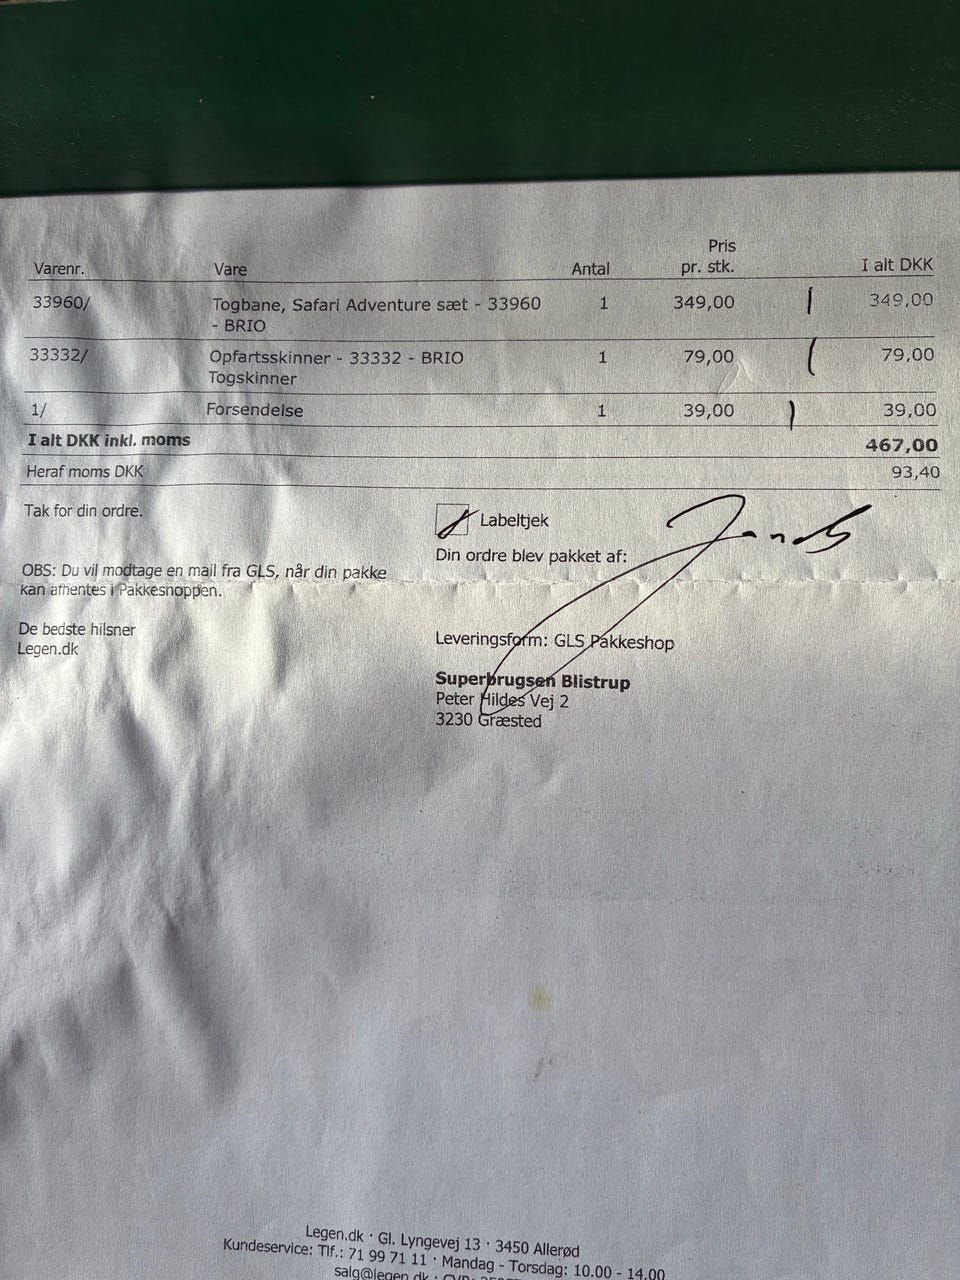 Varenr. Vare Antal Pris pr. stk. I alt DKK
33960/ Togbane, Safari Adventure sæt - 33960 1 349,00 349,00
- BRIO
33332/ Opfartsskinner - 33332 - BRIO 1 79,00 79,00
Togskinner
1/ Forsendelse 1 39,00 39,00
I alt DKK inkl. moms 467,00
Heraf moms DKK 93,40
Tak for din ordre.
Labeltjek
Din ordre blev pakket af:
OBS: Du vil modtage en mail fra GLS, når din pakke
kan afhentes i Pakkeshoppen.
De bedste hilsner
Legen.dk
Leveringsform: GLS Pakkeshop
Superbrugsen Blistrup
Peter Hildes Vej 2
3230 Græsted
Legen.dk · Gl. Lyngevej 13 · 3450 Allerød
Kundeservice: Tlf.: 71 99 71 11 · Mandag - Torsdag: 10.00 - 14.00
salg@legen.dk · CVR: